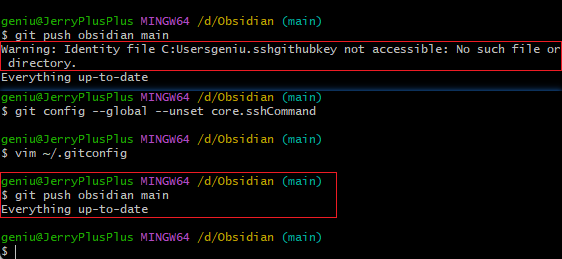 geniu@JerryPlusPlus MINGW64 /d/Obsidian (main)
$ git push obsidian main
Warning: Identity file C:Usersgeniu.sshgithubkey not accessible: No such file or
 directory.
Everything up-to-date
geniu@JerryPlusPlus MINGW64 /d/Obsidian (main)
$ git config --global --unset core.sshCommand
geniu@JerryPlusPlus MINGW64 /d/Obsidian (main)
$ vim ~/.gitconfig
geniu@JerryPlusPlus MINGW64 /d/Obsidian (main)
$ git push obsidian main
Everything up-to-date
geniu@JerryPlusPlus MINGW64 /d/Obsidian (main)
$